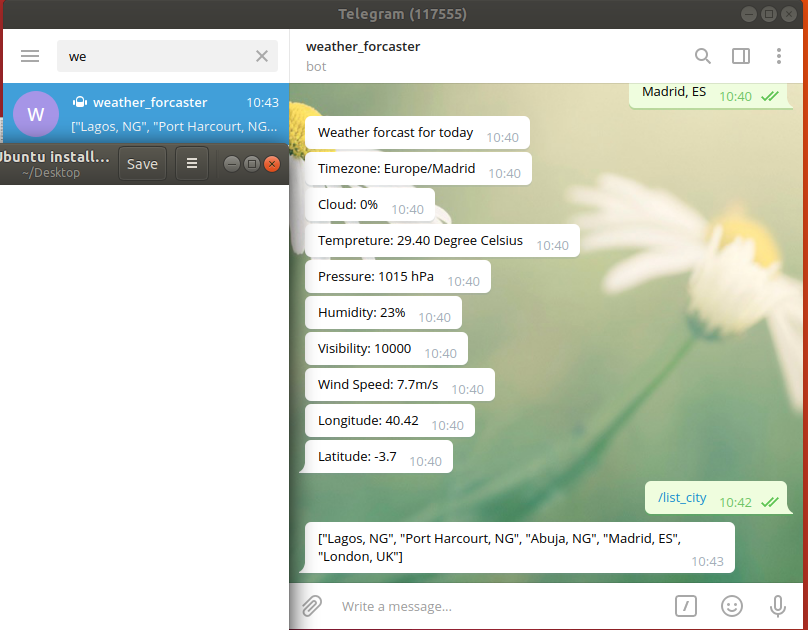 Telegram (117555)
we
weather_forcaster
bot
weather_forcaster 10:43
["Lagos, NG", "Port Harcourt, NG...
W
Ubuntu install...
~/Desktop
Save
Madrid, ES 10:40
Weather forcast for today 10:40
Timezone: Europe/Madrid 10:40
Cloud: 0% 10:40
Tempreture: 29.40 Degree Celsius 10:40
Pressure: 1015 hPa 10:40
Humidity: 23% 10:40
Visibility: 10000 10:40
Wind Speed: 7.7m/s 10:40
Longitude: 40.42 10:40
Latitude: -3.7 10:40
/list_city 10:42
["Lagos, NG", "Port Harcourt, NG", "Abuja, NG", "Madrid, ES",
"London, UK"] 10:43
Write a message...